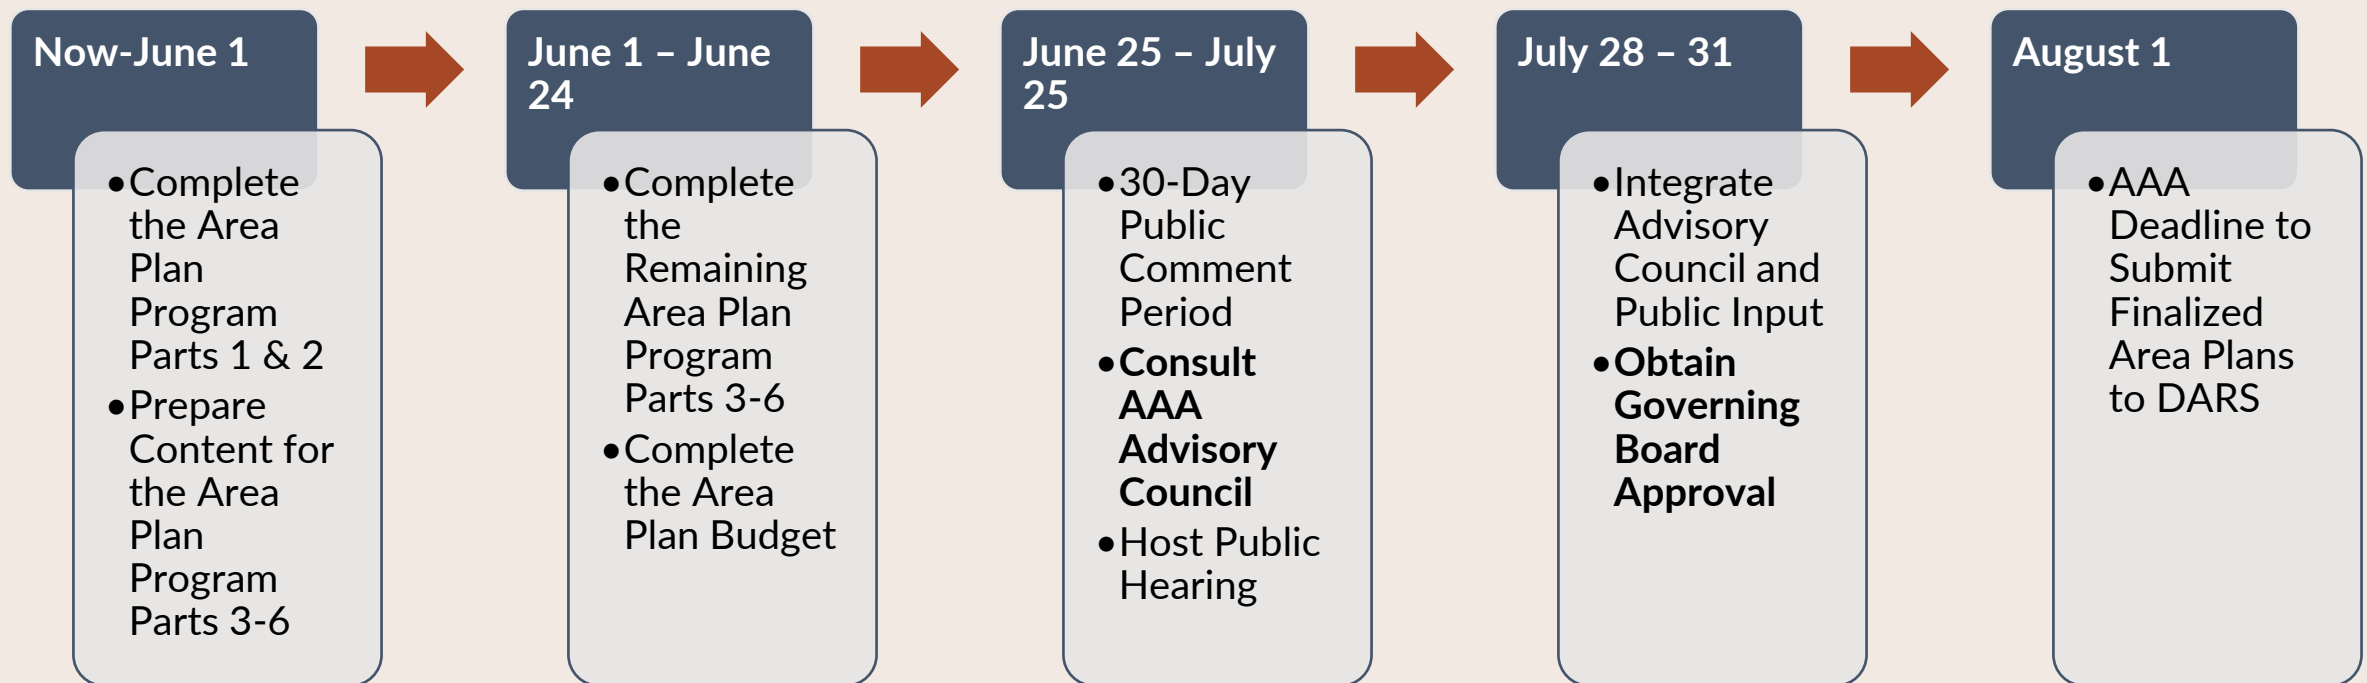 Now-June 1
•Complete
the Area
Plan
Program
Parts 1 & 2
•Prepare
Content for
the Area
Plan
Program
Parts 3-6
June 1 – June
24
•Complete
the
Remaining
Area Plan
Program
Parts 3-6
•Complete
the Area
Plan Budget
June 25 – July
25
•30-Day
Public
Comment
Period
•Consult
AAA
Advisory
Council
•Host Public
Hearing
July 28 – 31
•Integrate
Advisory
Council and
Public Input
•Obtain
Governing
Board
Approval
August 1
•AAA
Deadline to
Submit
Finalized
Area Plans
to DARS